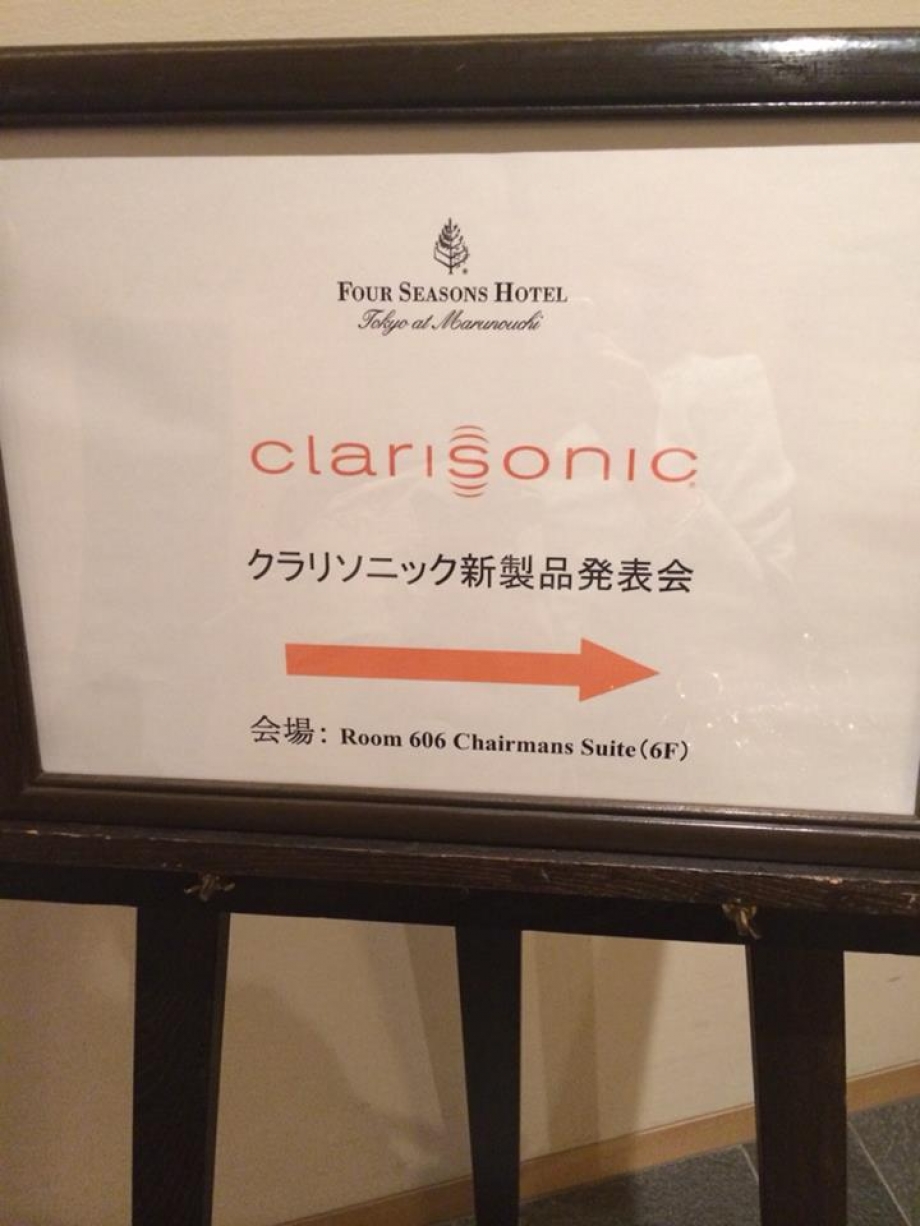 FOUR SEASONS HOTEL
Tokyo at Marunouchi
clarisonic
クラリソニック新製品発表会
会場: Room 606 Chairmans Suite(6F)